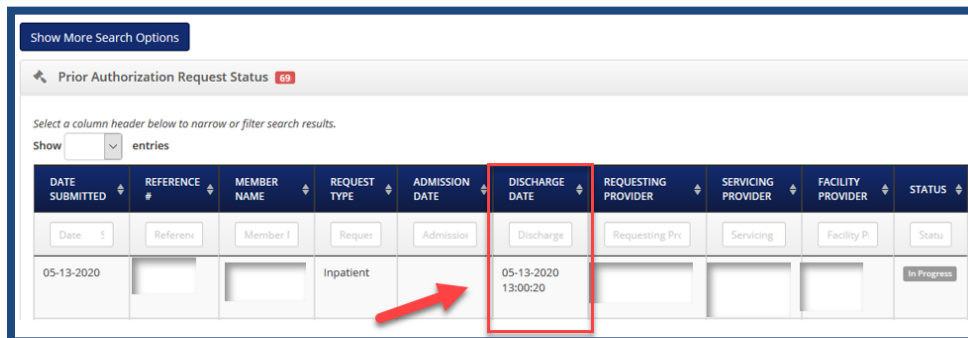 Show More Search Options
Prior Authorization Request Status 69
Select a column header below to narrow or filter search results.
Show entries
DATE SUBMITTED REFERENCE # MEMBER NAME REQUEST TYPE ADMISSION DATE DISCHARGE DATE REQUESTING PROVIDER SERVICING PROVIDER FACILITY PROVIDER STATUS
Date S Referenc Member Reques Admission Discharge Requesting Pro Servicing Facility P Statu
05-13-2020 Inpatient 05-13-2020 13:00:20 In Progress